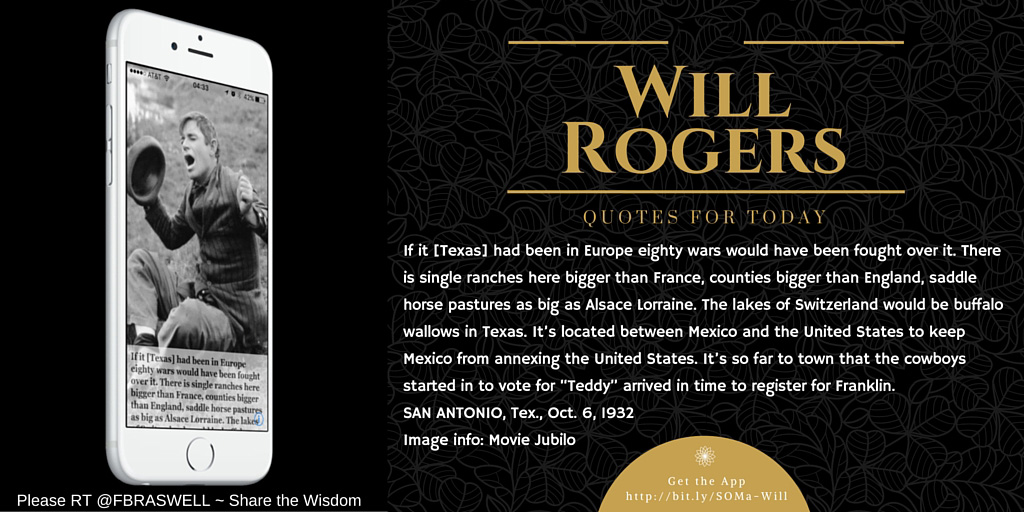 AT&T
04:33
42%
If it [Texas] had been in Europe
eighty wars would have been fought
over it. There is single ranches here
bigger than France, counties bigger
than England, saddle horse pastures
as big as Alsace Lorraine. The lakes
Please RT @FBRASWELL ~ Share the Wisdom
WILL
ROGERS
QUOTES FOR TODAY
If it [Texas] had been in Europe eighty wars would have been fought over it. There
is single ranches here bigger than France, counties bigger than England, saddle
horse pastures as big as Alsace Lorraine. The lakes of Switzerland would be buffalo
wallows in Texas. It's located between Mexico and the United States to keep
Mexico from annexing the United States. It's so far to town that the cowboys
started in to vote for "Teddy" arrived in time to register for Franklin.
SAN ANTONIO, Tex., Oct. 6, 1932
Image info: Movie Jubilo
Get the App
http://bit.ly/SOMa-Will